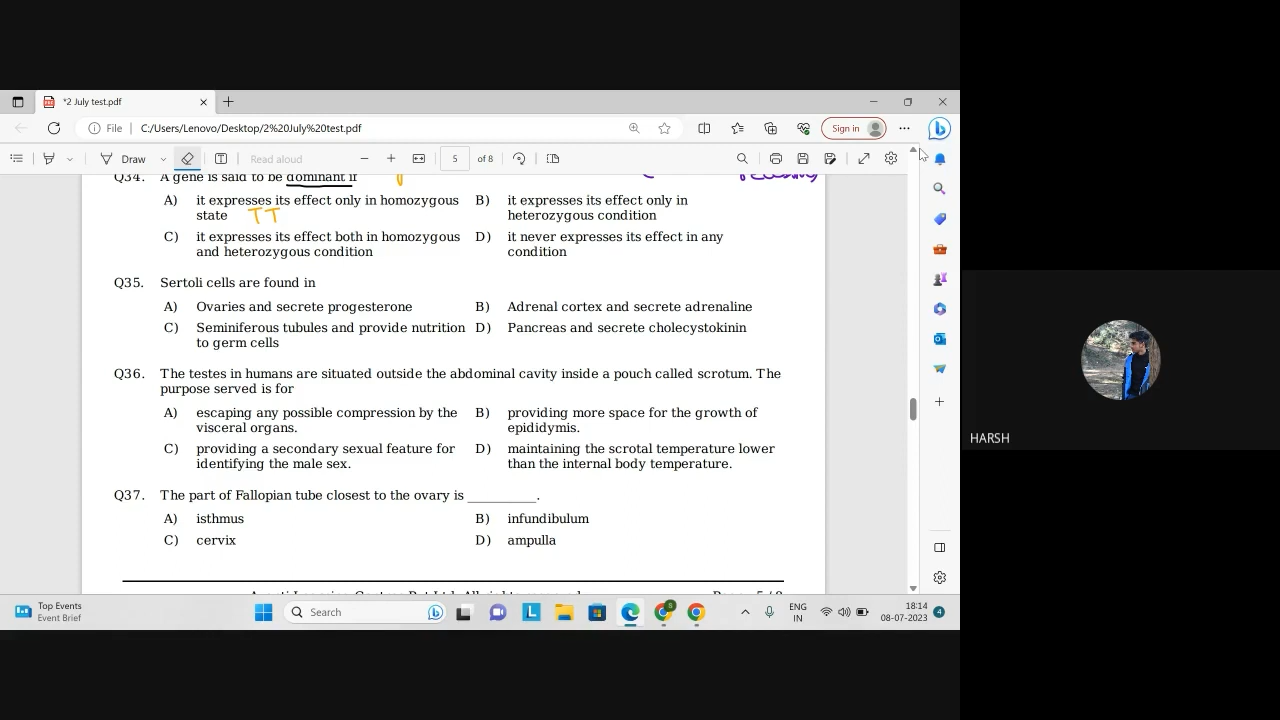 *2 July test.pdf
File
C:/Users/Lenovo/Desktop/2%20July%20test.pdf
Sign in
Draw
Read aloud
5
of 8
Q34. A gene is said to be dominant if
A) it expresses its effect only in homozygous state TT
B) it expresses its effect only in heterozygous condition
C) it expresses its effect both in homozygous and heterozygous condition
D) it never expresses its effect in any condition
Q35. Sertoli cells are found in
A) Ovaries and secrete progesterone
B) Adrenal cortex and secrete adrenaline
C) Seminiferous tubules and provide nutrition to germ cells
D) Pancreas and secrete cholecystokinin
Q36. The testes in humans are situated outside the abdominal cavity inside a pouch called scrotum. The
purpose served is for
A) escaping any possible compression by the visceral organs.
B) providing more space for the growth of epididymis.
C) providing a secondary sexual feature for identifying the male sex.
D) maintaining the scrotal temperature lower than the internal body temperature.
Q37. The part of Fallopian tube closest to the ovary is __________.
A) isthmus
B) infundibulum
C) cervix
D) ampulla
HARSH
Top Events
Event Brief
Search
ENG
IN
18:14
08-07-2023
4